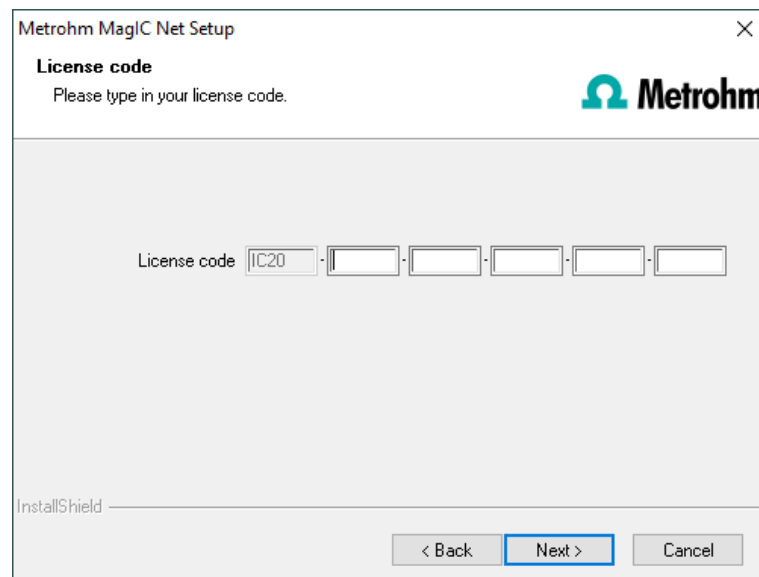 Metrohm MagIC Net Setup
License code
Please type in your license code.
Metrohm
License code IC20 - - - - -
InstallShield
< Back Next > Cancel